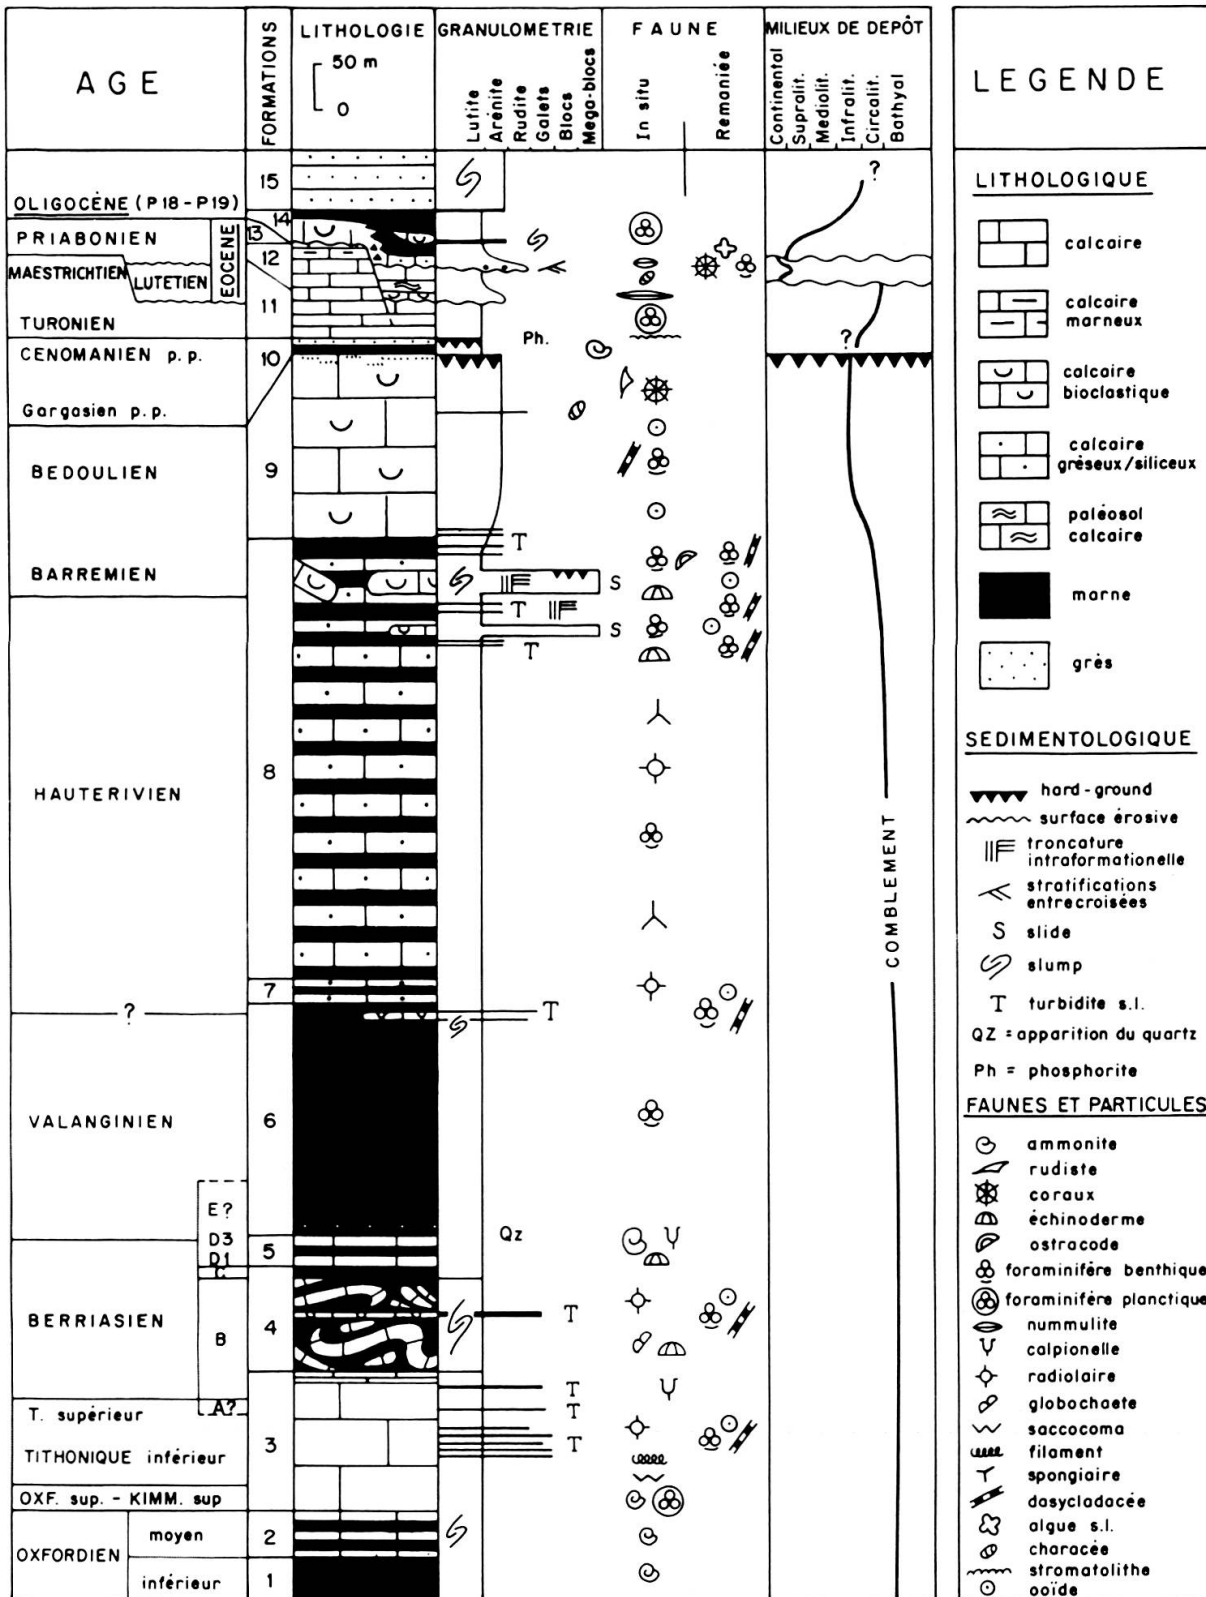 AGE
FORMATIONS
LITHOLOGIE
50 m
0
GRANULOMETRIE
Lutite
Arénite
Rudite
Galets
Blocs
Mega-blocs
FAUNE
In situ
Remaniée
MILIEUX DE DEPÔT
Continental
Supralit.
Mediolit.
Infralit.
Circalit.
Bathyal
OLIGOCÈNE (P18-P19)
PRIABONIEN
MAESTRICHTIEN
LUTETIEN
EOCENE
TURONIEN
CENOMANIEN p.p.
Gargasien p.p.
BEDOULIEN
BARREMIEN
HAUTERIVIEN
?
VALANGINIEN
E?
D3
D1
C
BERRIASIEN
B
A?
T. supérieur
TITHONIQUE inférieur
OXF. sup. - KIMM. sup
OXFORDIEN
moyen
inférieur
15
14
13
12
11
10
9
8
7
6
5
4
3
2
1
Ph.
T
S
T
S
T
T
Qz
T
T
T
T
?
?
COMBLEMENT
LEGENDE
LITHOLOGIQUE
calcaire
calcaire
marneux
calcaire
bioclastique
calcaire
gréseux/siliceux
paléosol
calcaire
marne
grès
SEDIMENTOLOGIQUE
hard-ground
surface érosive
troncature
intraformationelle
stratifications
entrecroisées
S slide
slump
T turbidite s.l.
QZ = apparition du quartz
Ph = phosphorite
FAUNES ET PARTICULES
ammonite
rudiste
coraux
échinoderme
ostracode
foraminifère benthique
foraminifère planctique
nummulite
calpionelle
radiolaire
globochaete
saccocoma
filament
spongiaire
dasycladacée
algue s.l.
characée
stromatolithe
ooïde